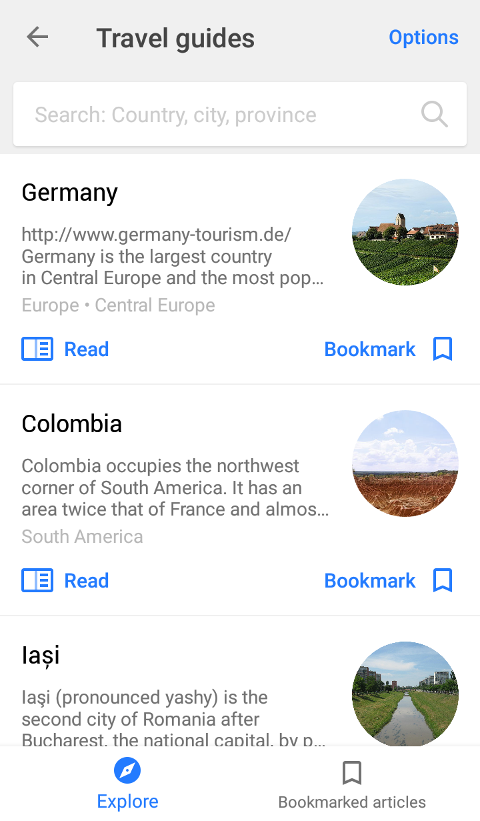 Travel guides
Options
Search: Country, city, province
Germany
http://www.germany-tourism.de/
Germany is the largest country
in Central Europe and the most pop…
Europe • Central Europe
Read
Bookmark
Colombia
Colombia occupies the northwest
corner of South America. It has an
area twice that of France and almos…
South America
Read
Bookmark
Iași
Iaşi (pronounced yashy) is the
second city of Romania after
Bucharest, the national capital, by p…
Explore
Bookmarked articles